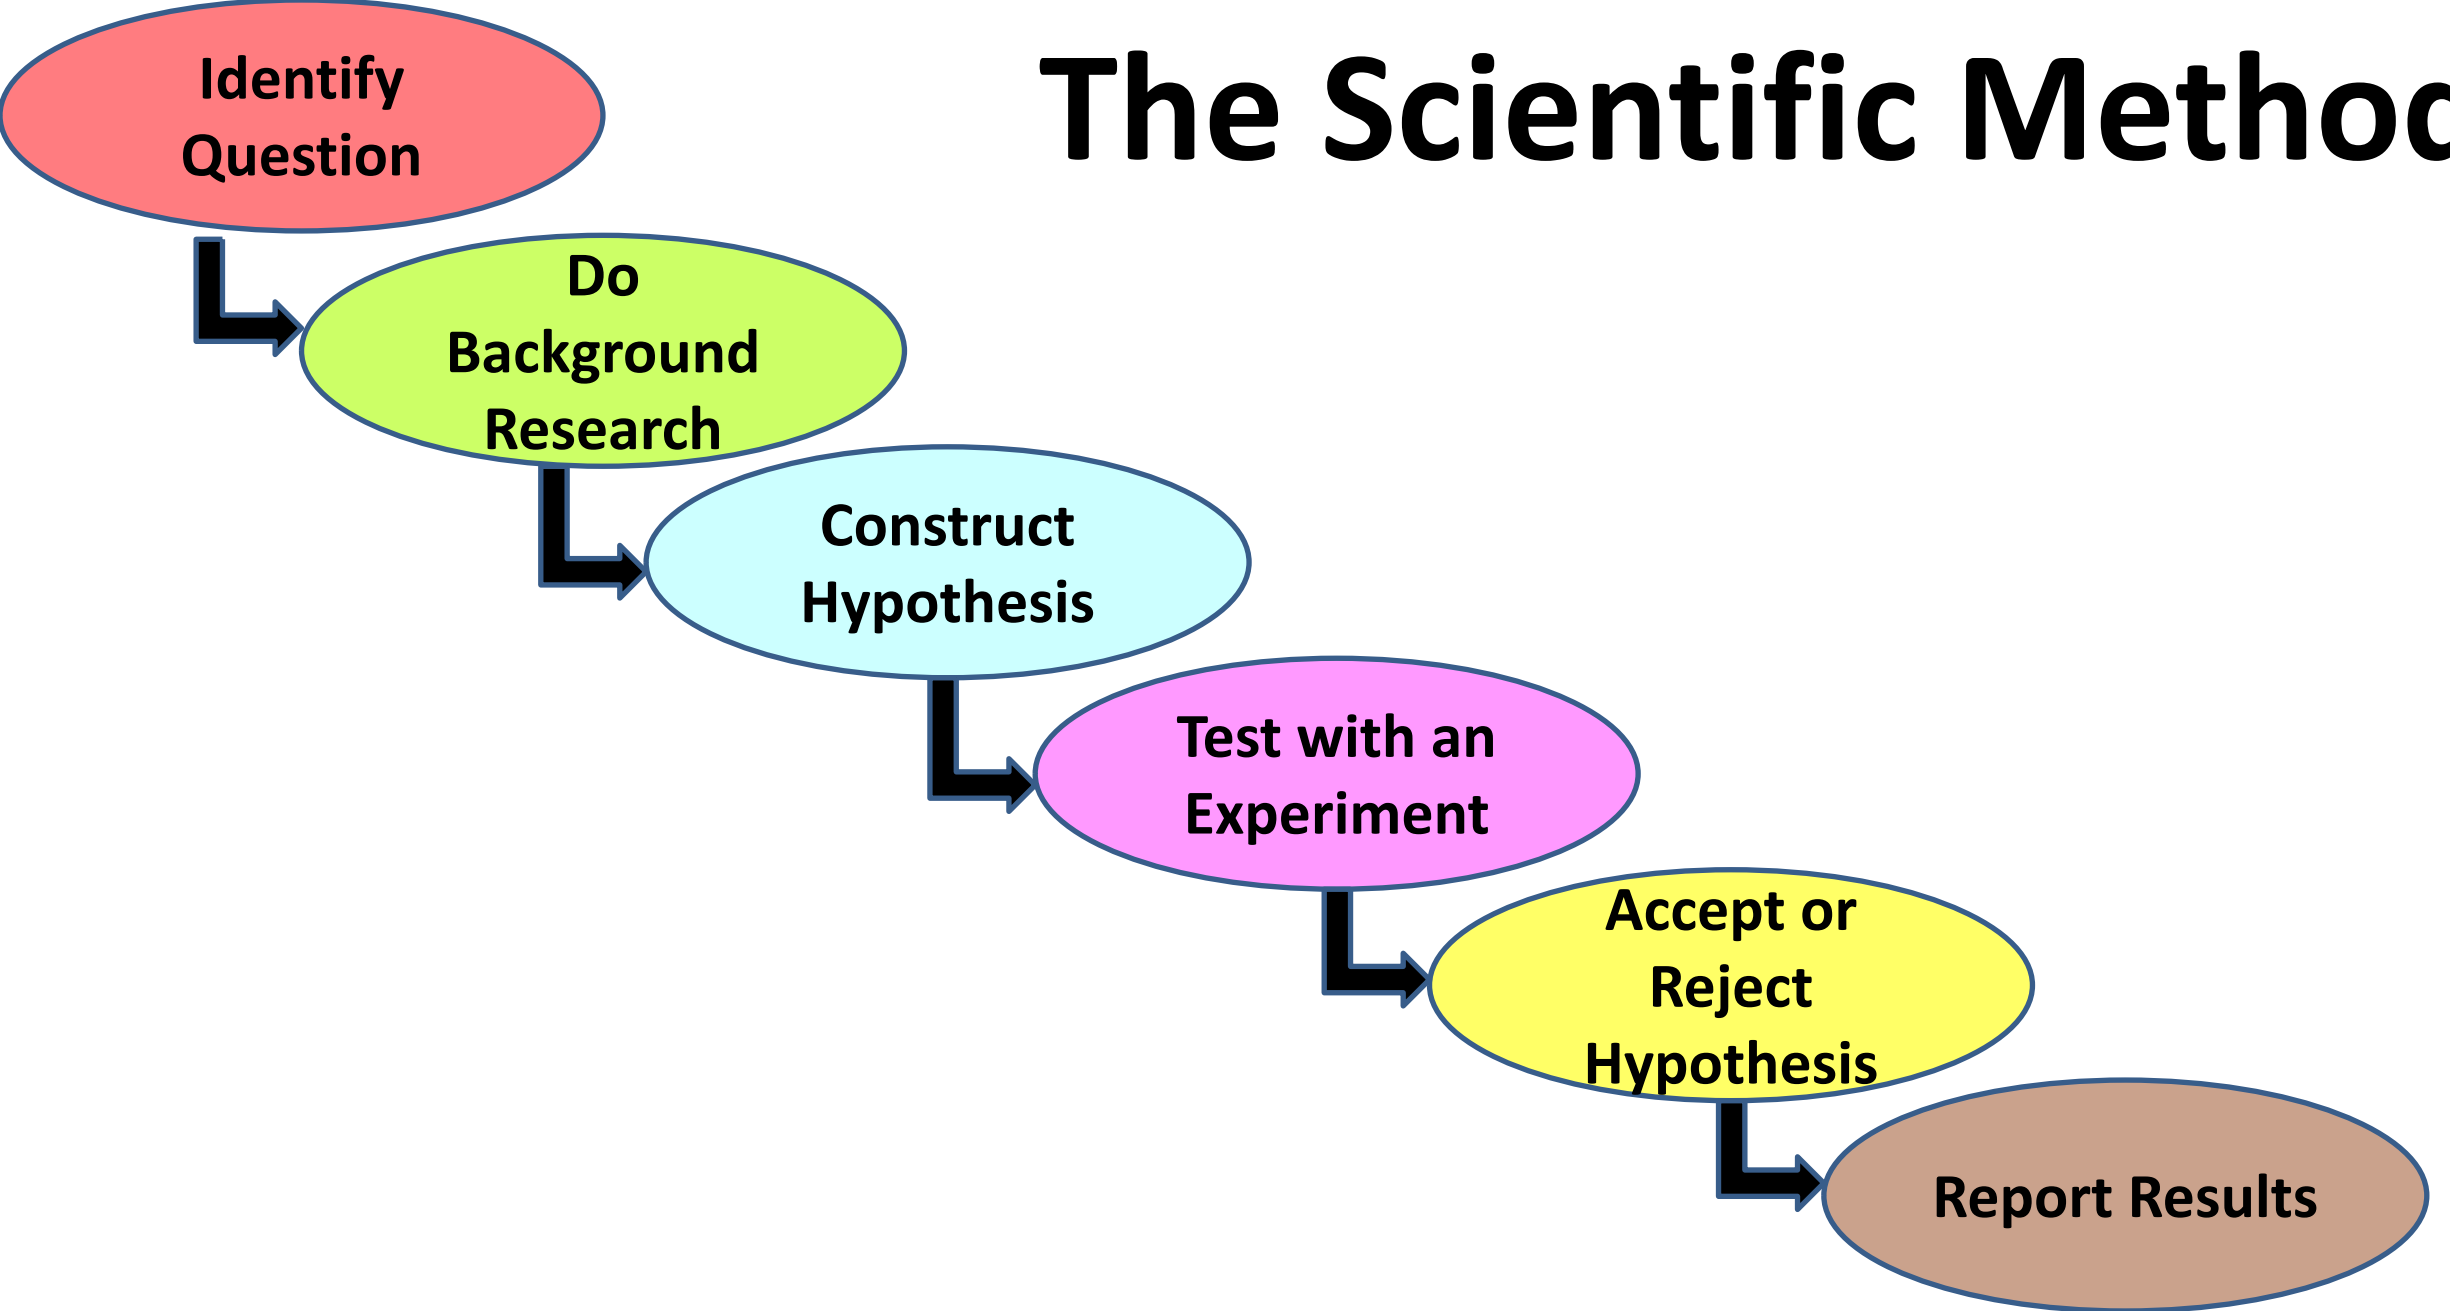 The Scientific Method
Identify
Question
Do
Background
Research
Construct
Hypothesis
Test with an
Experiment
Accept or
Reject
Hypothesis
Report Results